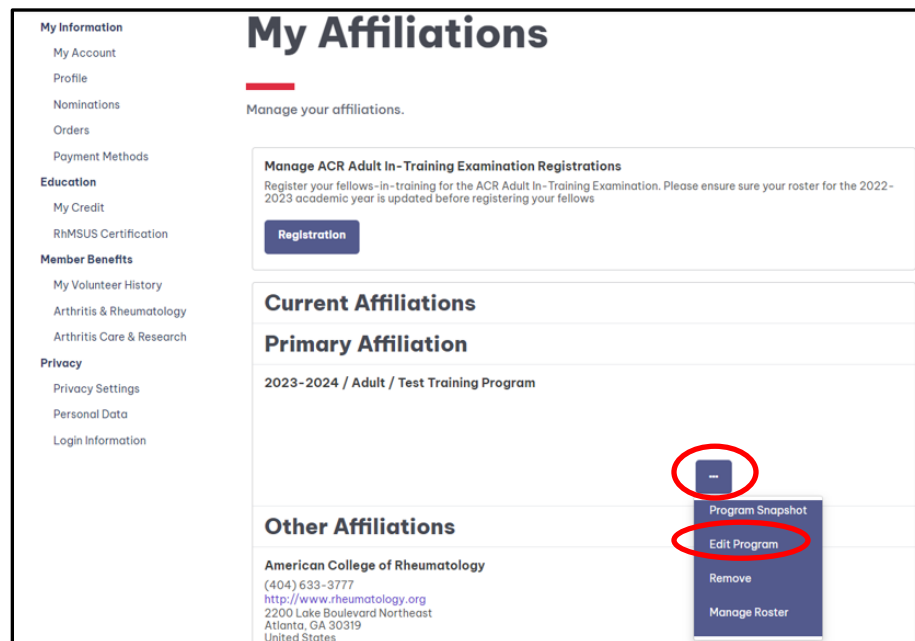 My Information
My Account
Profile
Nominations
Orders
Payment Methods
Education
My Credit
RhMSUS Certification
Member Benefits
My Volunteer History
Arthritis & Rheumatology
Arthritis Care & Research
Privacy
Privacy Settings
Personal Data
Login Information
My Affiliations
Manage your affiliations.
Manage ACR Adult In-Training Examination Registrations
Register your fellows-in-training for the ACR Adult In-Training Examination. Please ensure sure your roster for the 2022-
2023 academic year is updated before registering your fellows
Registration
Current Affiliations
Primary Affiliation
2023-2024 / Adult / Test Training Program
...
Program Snapshot
Edit Program
Remove
Manage Roster
Other Affiliations
American College of Rheumatology
(404) 633-3777
http://www.rheumatology.org
2200 Lake Boulevard Northeast
Atlanta, GA 30319
United States